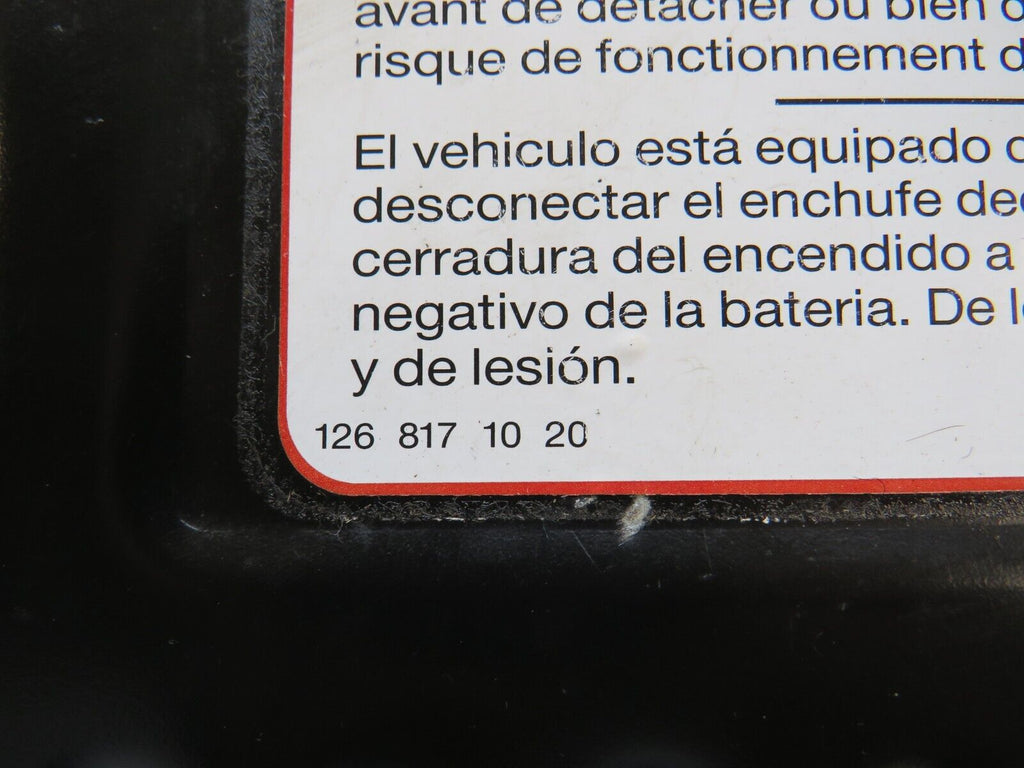 avant de détacher ou bien
risque de fonctionnement
El vehiculo está equipado
desconectar el enchufe
cerradura del encendido a
negativo de la bateria. De
y de lesión.
126 817 10 20